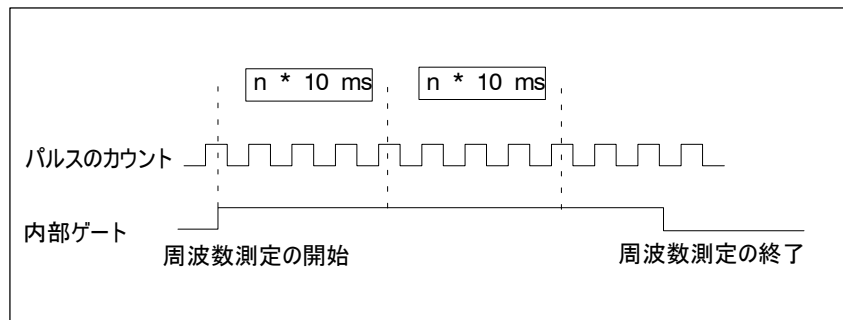 n * 10 ms n * 10 ms
パルスのカウント
内部ゲート
周波数測定の開始 周波数測定の終了